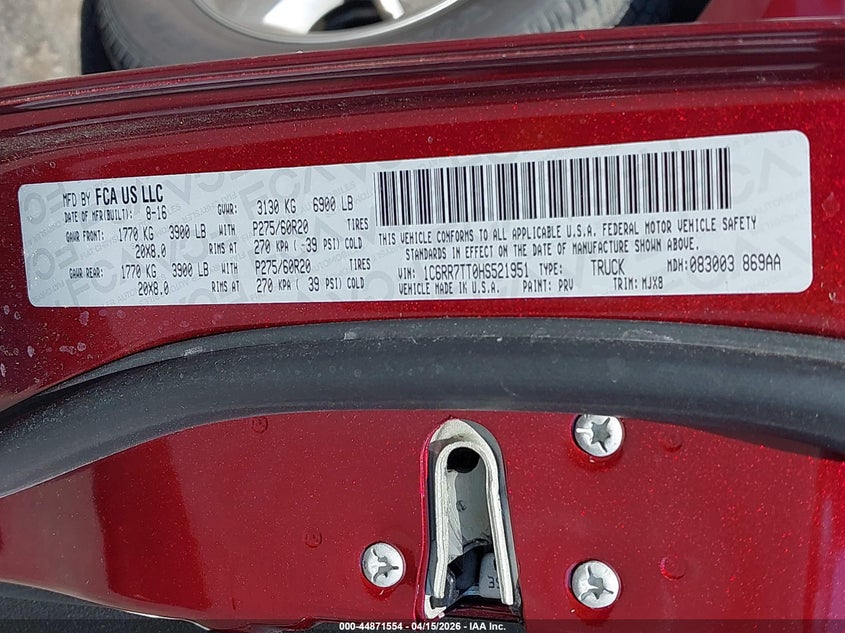 MFD BY FCA US LLC
DATE OF MFR(BUILT): 8-16 GVWR: 3130 KG 6900 LB
GAWR FRONT: 1770 KG 3900 LB WITH P275/60R20 TIRES
20X8.0 RIMS AT 270 KPA ( 39 PSI) COLD
GAWR REAR: 1770 KG 3900 LB WITH P275/60R20 TIRES
20X8.0 RIMS AT 270 KPA ( 39 PSI) COLD
THIS VEHICLE CONFORMS TO ALL APPLICABLE U.S.A. FEDERAL MOTOR VEHICLE SAFETY
STANDARDS IN EFFECT ON THE DATE OF MANUFACTURE SHOWN ABOVE.
VIN: 1C6RR7TT0HS521951 TYPE: TRUCK MDH: 083003 869AA
VEHICLE MADE IN U.S.A. PAINT: PRV TRIM: MJX8
000-44871554 - 04/15/2026 - IAA Inc.